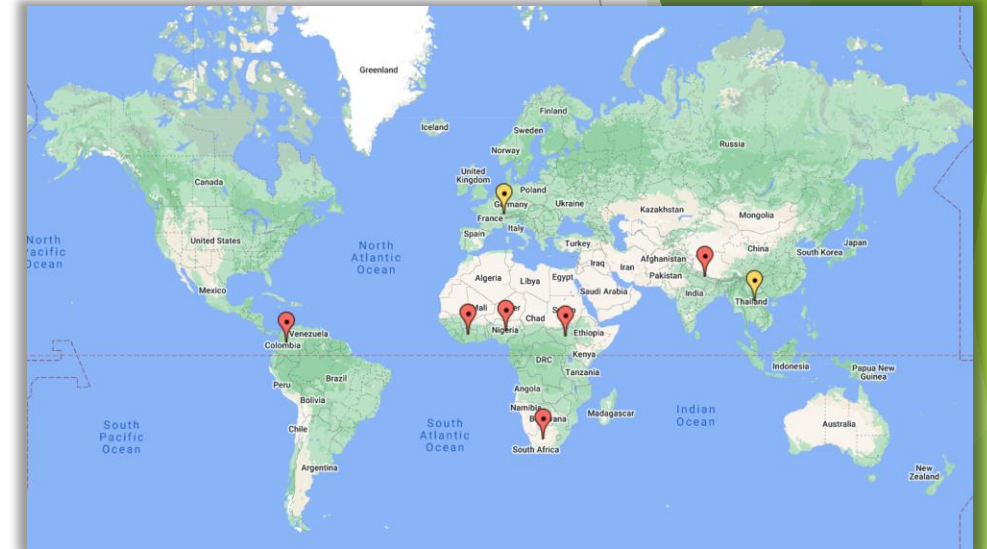 Greenland
Iceland
Finland
Sweden
Norway
Russia
United
Kingdom
Canada
Poland
Germany
Ukraine
France
Kazakhstan
Mongolia
Italy
Spain
North
Pacific
Ocean
United States
North
Atlantic
Ocean
Turkey
China
Japan
South Korea
Afghanistan
Iraq
Iran
Pakistan
Algeria
Libya
Egypt
Saudi Arabia
Mexico
India
Thailand
Mali
Chad
Nigeria
Ethiopia
Venezuela
Colombia
DRC
Kenya
Tanzania
Indonesia
Papua New
Guinea
Peru
Brazil
Angola
Bolivia
Namibia
Madagascar
Indian
Ocean
South
Pacific
Ocean
Chile
South
Atlantic
Ocean
Australia
South Africa
Argentina
New
Zealand